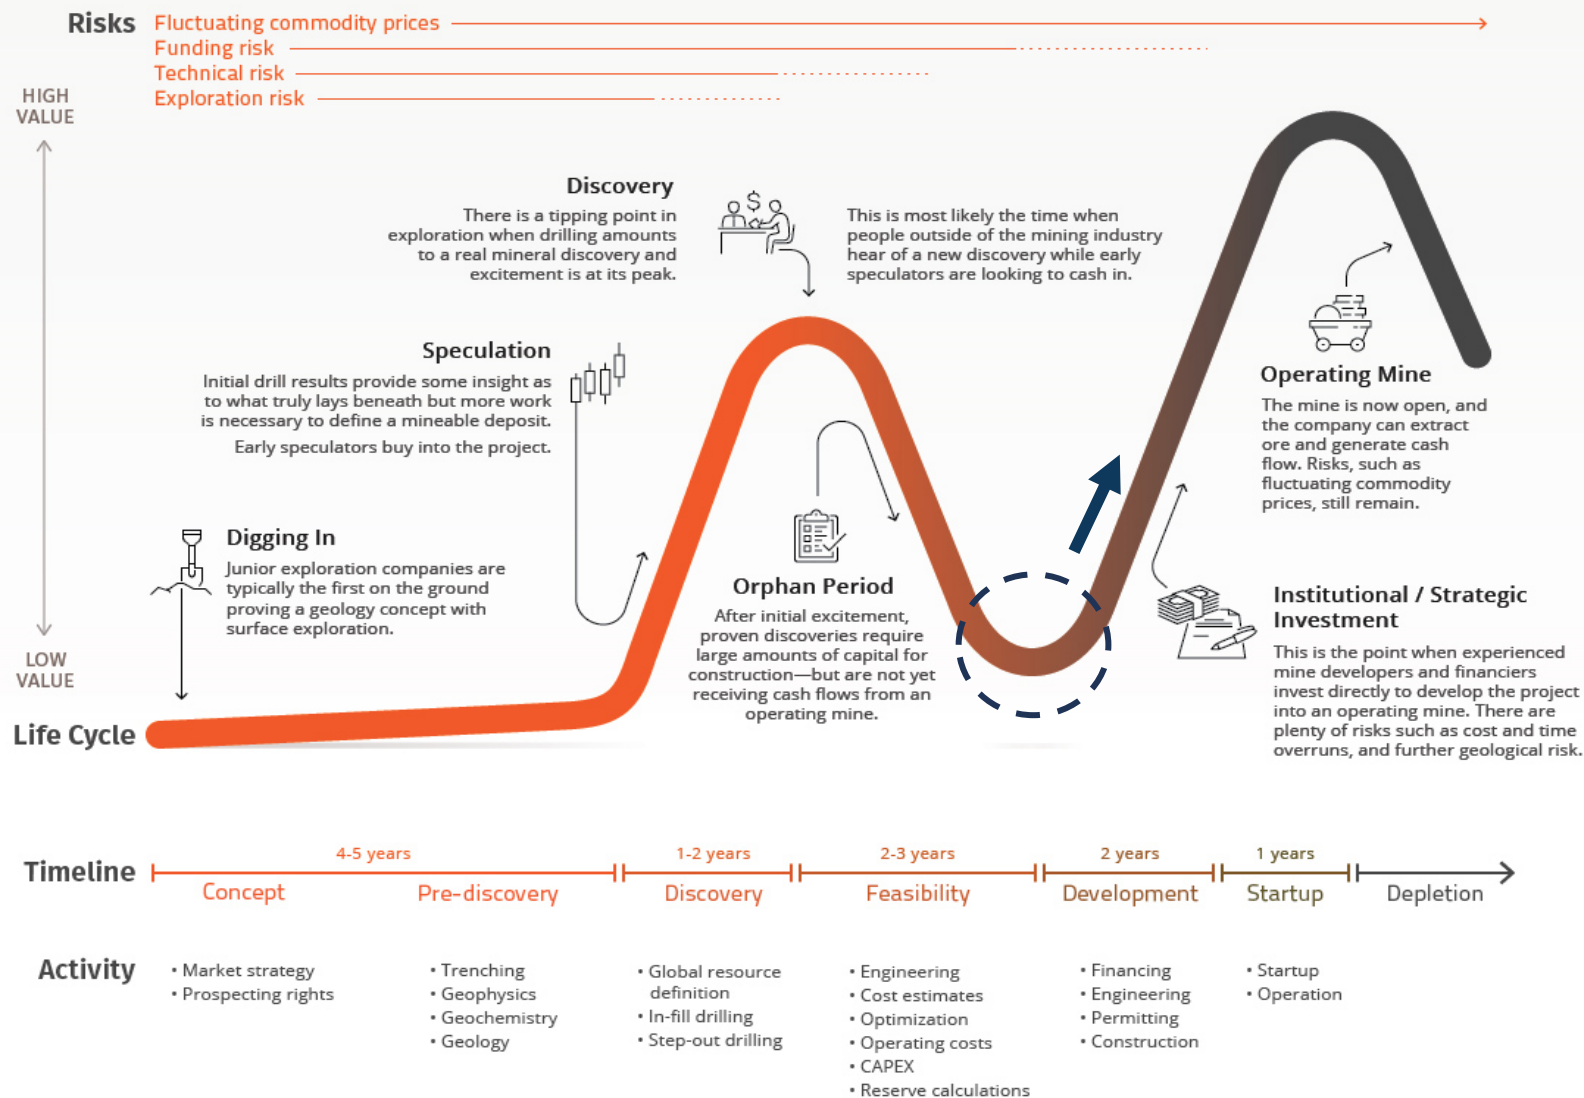 Risks
Fluctuating commodity prices
Funding risk
Technical risk
Exploration risk
HIGH
VALUE
LOW
VALUE
Life Cycle
Digging In
Junior exploration companies are
typically the first on the ground
proving a geology concept with
surface exploration.
Speculation
Initial drill results provide some insight as
to what truly lays beneath but more work
is necessary to define a mineable deposit.
Early speculators buy into the project.
Discovery
There is a tipping point in
exploration when drilling amounts
to a real mineral discovery and
excitement is at its peak.
$
This is most likely the time when
people outside of the mining industry
hear of a new discovery while early
speculators are looking to cash in.
Orphan Period
After initial excitement,
proven discoveries require
large amounts of capital for
construction—but are not yet
receiving cash flows from an
operating mine.
Institutional / Strategic
Investment
This is the point when experienced
mine developers and financiers
invest directly to develop the project
into an operating mine. There are
plenty of risks such as cost and time
overruns, and further geological risk.
Operating Mine
The mine is now open, and
the company can extract
ore and generate cash
flow. Risks, such as
fluctuating commodity
prices, still remain.
Timeline
4-5 years
1-2 years
2-3 years
2 years
1 years
Concept
Pre-discovery
Discovery
Feasibility
Development
Startup
Depletion
Activity
• Market strategy
• Prospecting rights
• Trenching
• Geophysics
• Geochemistry
• Geology
• Global resource
definition
• In-fill drilling
• Step-out drilling
• Engineering
• Cost estimates
• Optimization
• Operating costs
• CAPEX
• Reserve calculations
• Financing
• Engineering
• Permitting
• Construction
• Startup
• Operation